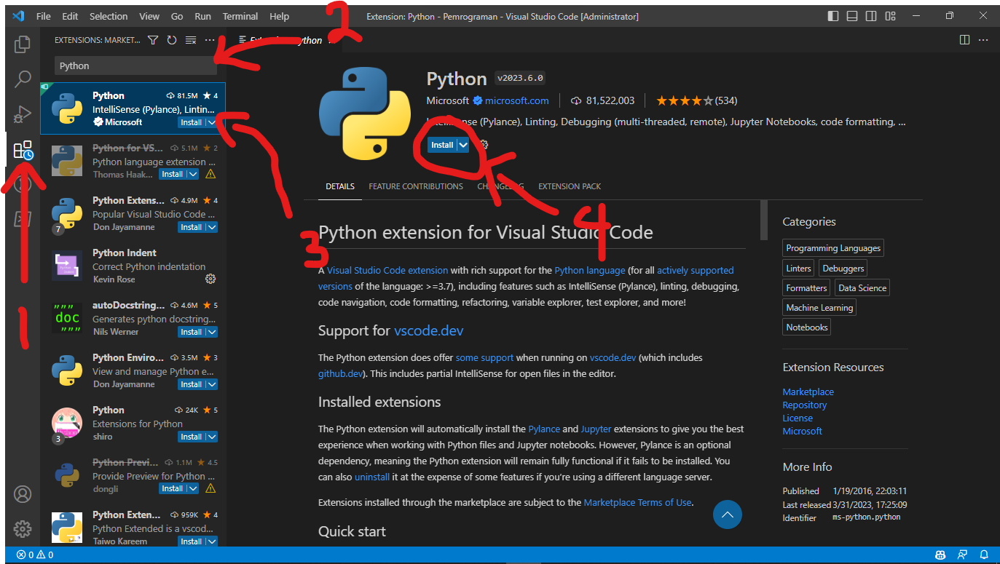 File Edit Selection View Go Run Terminal Help
Extension: Python - Pemrograman - Visual Studio Code [Administrator]
2
EXTENSIONS: MARKET...
Python
Python 81.5M ★ 4
IntelliSense (Pylance), Lintin...
Microsoft Install
Python for VS... 5.1M ★ 2
Python language extension ...
Thomas Haak... Install
Python Extens... 4.9M ★ 4
Popular Visual Studio Code ...
7
Don Jayamanne Install
Python Indent
Correct Python indentation
Kevin Rose
autoDocstring... 4.6M ★ 5
"""
doc
"""
Generates python docstring...
Nils Werner Install
Python Enviro... 3.5M ★ 3
View and manage Python e...
Don Jayamanne Install
Python 24K ★ 5
Extensions for Python
3
shiro Install
Python Previ... 1.1M ★ 4.5
Provide Preview for Python ...
dongli Install
Python Exten... 959K ★ 4
Python Extended is a vscod...
Taiwo Kareem Install
1
3
Python v2023.6.0
Microsoft microsoft.com 81,522,003 ★★★★☆(534)
(Pylance), Linting, Debugging (multi-threaded, remote), Jupyter Notebooks, code formatting, ...
Install
4
DETAILS FEATURE CONTRIBUTIONS CHANGELOG EXTENSION PACK
Python extension for Visual Studio Code
A Visual Studio Code extension with rich support for the Python language (for all actively supported
versions of the language: >=3.7), including features such as IntelliSense (Pylance), linting, debugging,
code navigation, code formatting, refactoring, variable explorer, test explorer, and more!
Support for vscode.dev
The Python extension does offer some support when running on vscode.dev (which includes
github.dev). This includes partial IntelliSense for open files in the editor.
Installed extensions
The Python extension will automatically install the Pylance and Jupyter extensions to give you the best
experience when working with Python files and Jupyter notebooks. However, Pylance is an optional
dependency, meaning the Python extension will remain fully functional if it fails to be installed. You
can also uninstall it at the expense of some features if you're using a different language server.
Extensions installed through the marketplace are subject to the Marketplace Terms of Use.
Quick start
Categories
Programming Languages
Linters Debuggers
Formatters Data Science
Machine Learning
Notebooks
Extension Resources
Marketplace
Repository
License
Microsoft
More Info
Published 1/19/2016, 22:03:11
Last released 3/31/2023, 17:25:09
Identifier ms-python.python
0 0